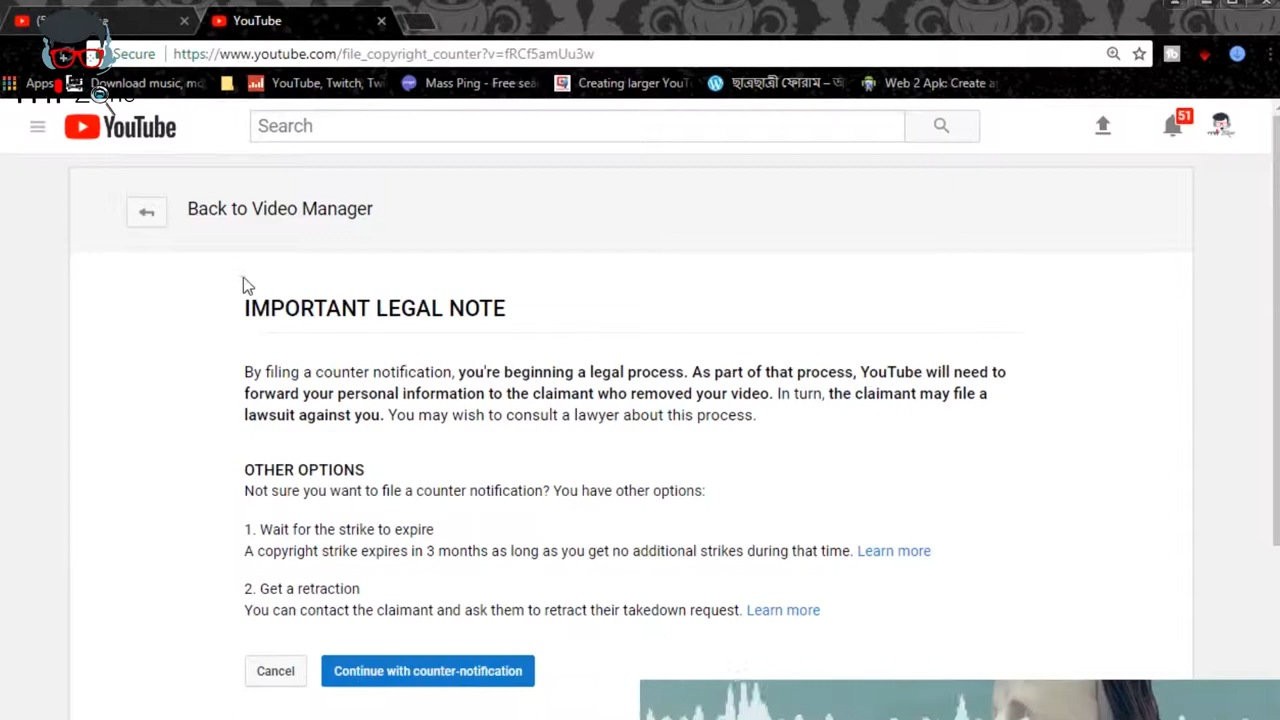 YouTube
Secure https://www.youtube.com/file_copyright_counter?v=fRCf5amUu3w
Apps Download music, mo YouTube, Twitch, Tw Mass Ping - Free sea Creating larger YouT ছাত্রছাত্রী ফোরাম – Web 2 Apk: Create a
Zone
YouTube Search 51
Back to Video Manager
IMPORTANT LEGAL NOTE
By filing a counter notification, you're beginning a legal process. As part of that process, YouTube will need to
forward your personal information to the claimant who removed your video. In turn, the claimant may file a
lawsuit against you. You may wish to consult a lawyer about this process.
OTHER OPTIONS
Not sure you want to file a counter notification? You have other options:
1. Wait for the strike to expire
A copyright strike expires in 3 months as long as you get no additional strikes during that time. Learn more
2. Get a retraction
You can contact the claimant and ask them to retract their takedown request. Learn more
Cancel Continue with counter-notification